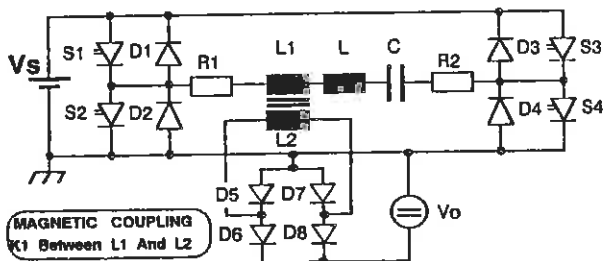 L1 L C
S1 D1 R1 R2 D3 S3
Vs
S2 D2 D4 S4
L2
D5 D7
Vo
D6 D8
MAGNETIC COUPLING
K1 Between L1 And L2